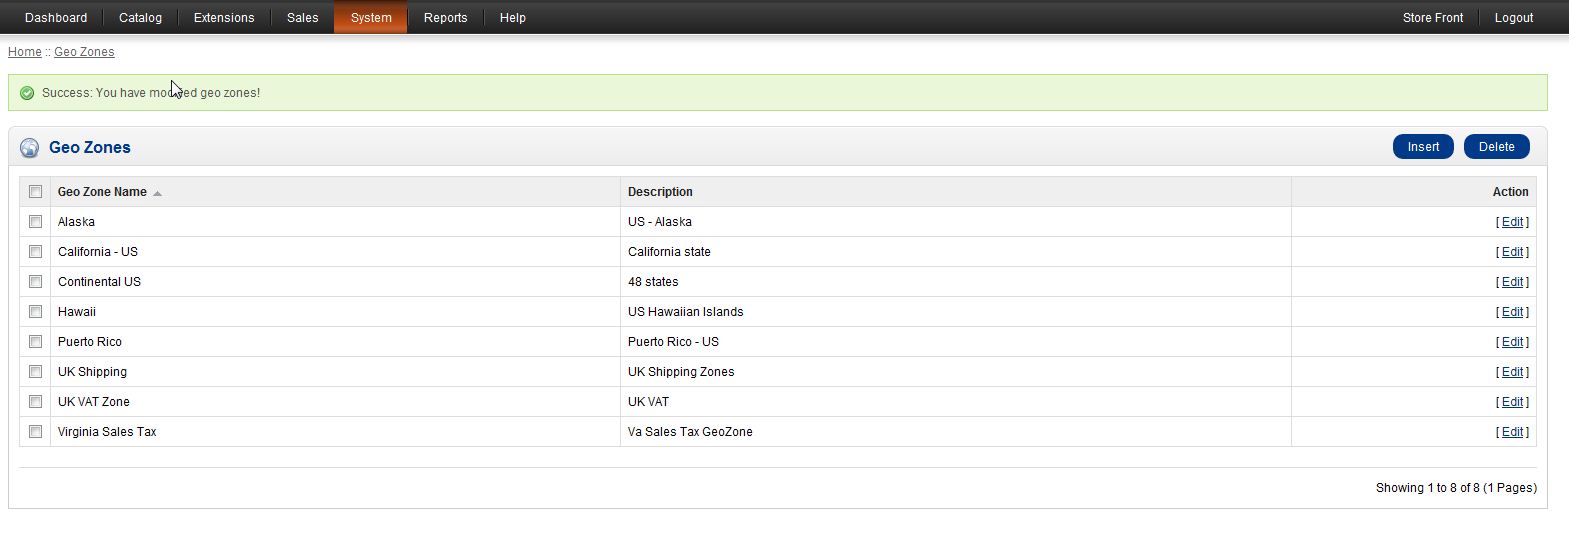 Dashboard Catalog Extensions Sales System Reports Help Store Front Logout
Home :: Geo Zones
Success: You have modified geo zones!
Geo Zones Insert Delete
Geo Zone Name Description Action
Alaska US - Alaska [ Edit ]
California - US California state [ Edit ]
Continental US 48 states [ Edit ]
Hawaii US Hawaiian Islands [ Edit ]
Puerto Rico Puerto Rico - US [ Edit ]
UK Shipping UK Shipping Zones [ Edit ]
UK VAT Zone UK VAT [ Edit ]
Virginia Sales Tax Va Sales Tax GeoZone [ Edit ]
Showing 1 to 8 of 8 (1 Pages)